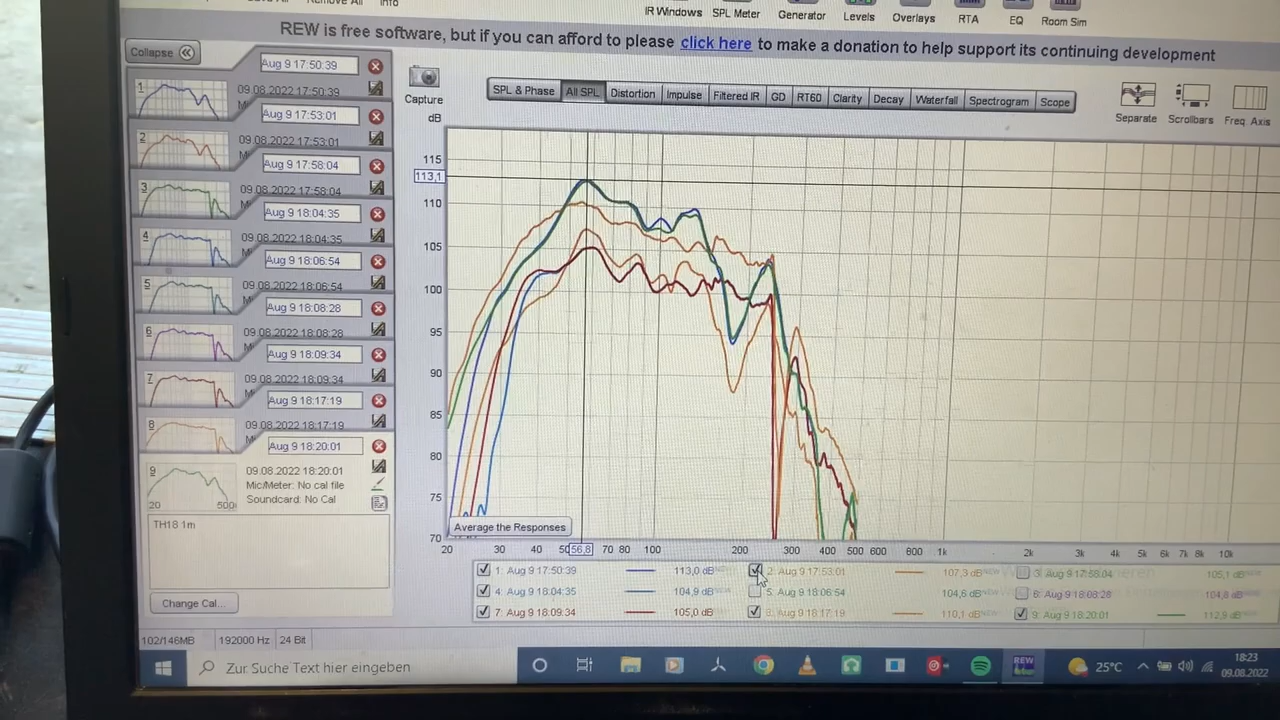 Info
IR Windows SPL Meter Generator Levels Overlays RTA EQ Room Sim
REW is free software, but if you can afford to please click here to make a donation to help support its continuing development
Collapse
Aug 9 17:50:39
1 09.08.2022 17:50:39
Aug 9 17:53:01
2 09.08.2022 17:53:01
Aug 9 17:58:04
3 09.08.2022 17:58:04
Aug 9 18:04:35
4 09.08.2022 18:04:35
Aug 9 18:06:54
5 09.08.2022 18:06:54
Aug 9 18:08:28
6 09.08.2022 18:08:28
Aug 9 18:09:34
7 09.08.2022 18:09:34
Aug 9 18:17:19
8 09.08.2022 18:17:19
Aug 9 18:20:01
9 09.08.2022 18:20:01
Mic/Meter: No cal file
Soundcard: No Cal
20 500
TH18 1m
Change Cal...
102/146MB 192000 Hz 24 Bit
Capture
SPL & Phase All SPL Distortion Impulse Filtered IR GD RT60 Clarity Decay Waterfall Spectrogram Scope
Separate Scrollbars Freq. Axis
dB
115
113,1
110
105
100
95
90
85
80
75
70
Average the Responses
20 30 40 50 56,8 70 80 100 200 300 400 500 600 800 1k 2k 3k 4k 5k 6k 7k 8k 10k
1: Aug 9 17:50:39 113,0 dB 2: Aug 9 17:53:01 107,3 dB 3: Aug 9 17:58:04 105,1 dB
4: Aug 9 18:04:35 104,9 dB 5: Aug 9 18:06:54 104,6 dB 6: Aug 9 18:08:28 104,8 dB
7: Aug 9 18:09:34 105,0 dB 8: Aug 9 18:17:19 110,1 dB 9: Aug 9 18:20:01 112,9 dB
Zur Suche Text hier eingeben
REW
25°C
18:23
09.08.2022